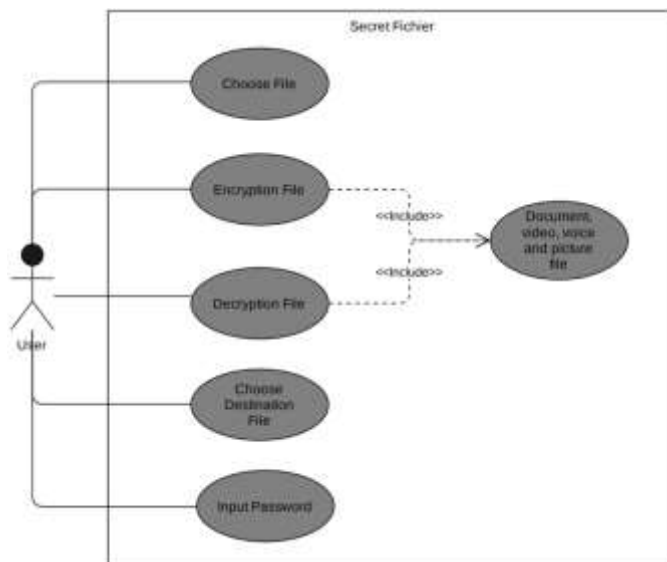 Secret Fichier
Choose File
Encryption File
<<Include>>
Document,
video, voice
and picture
file
<<Include>>
Decryption File
User
Choose
Destination
File
Input Password